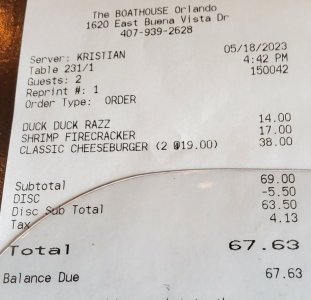 The BOATHOUSE Orlando
1620 East Buena Vista Dr
407-939-2628
Server: KRISTIAN 05/18/2023
Table 231/1 4:42 PM
Guests: 2 150042
Reprint #: 1
Order Type: ORDER
DUCK DUCK RAZZ 14.00
SHRIMP FIRECRACKER 17.00
CLASSIC CHEESEBURGER (2 @19.00) 38.00
Subtotal 69.00
DISC -5.50
Disc Sub Total 63.50
Tax 4.13
Total 67.63
Balance Due 67.63